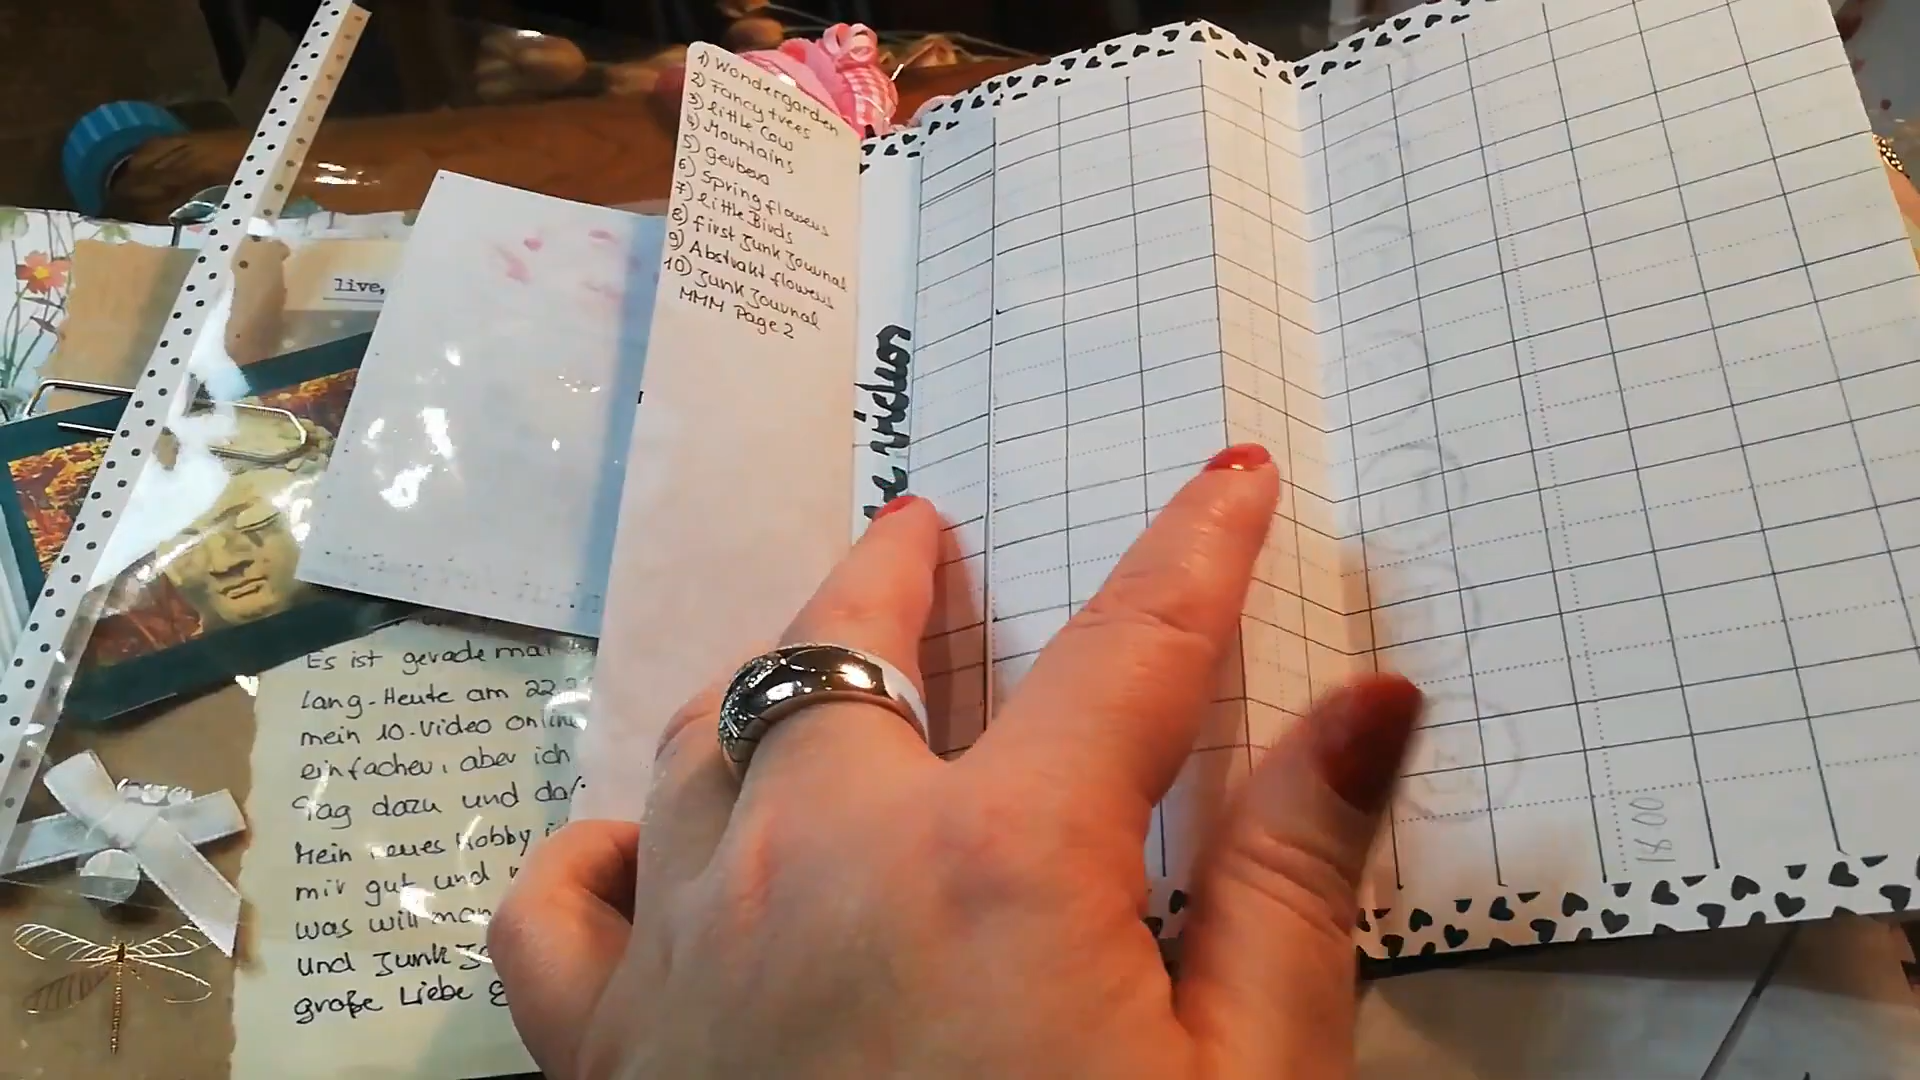 1) Wondergarden
2) Fancy trees
3) little Cow
4) Mountains
5) Gerbera
6) Spring flowers
7) little Birds
8) first Junk Journal
9) Abstrakt flowers
10) Junk Journal
MMM Page 2
videos
live,
Es ist gerade mal
lang - Heute am 22.
mein 10. Video online
einfacher, aber ich
Tag dazu und
Mein neues Hobby
mir gut und
was will man
und Junk
große Liebe
18 00